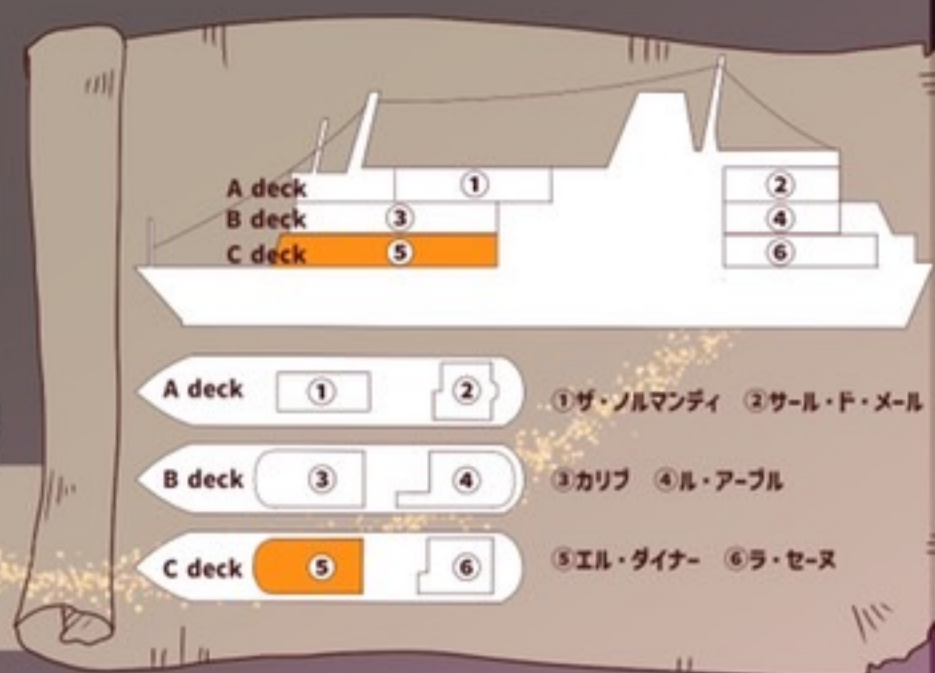 A deck ① ②
B deck ③ ④
C deck ⑤ ⑥
A deck ① ② ①ザ・ノルマンディ ②サール・ド・メール
B deck ③ ④ ③カリブ ④ル・アーブル
C deck ⑤ ⑥ ⑤エル・ダイナー ⑥ラ・セーヌ